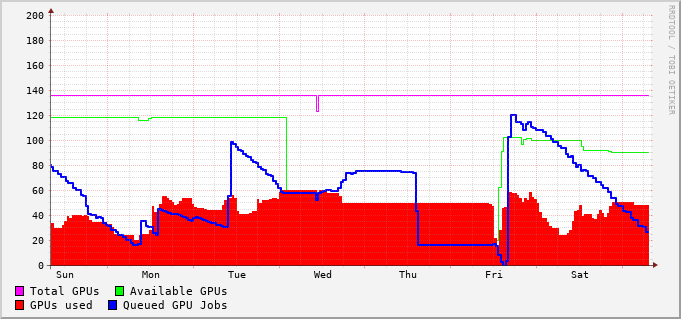 200
180
160
140
120
100
80
60
40
20
0
Sun Mon Tue Wed Thu Fri Sat
Total GPUs Available GPUs
GPUs used Queued GPU Jobs
RRDTOOL / TOBI OETIKER